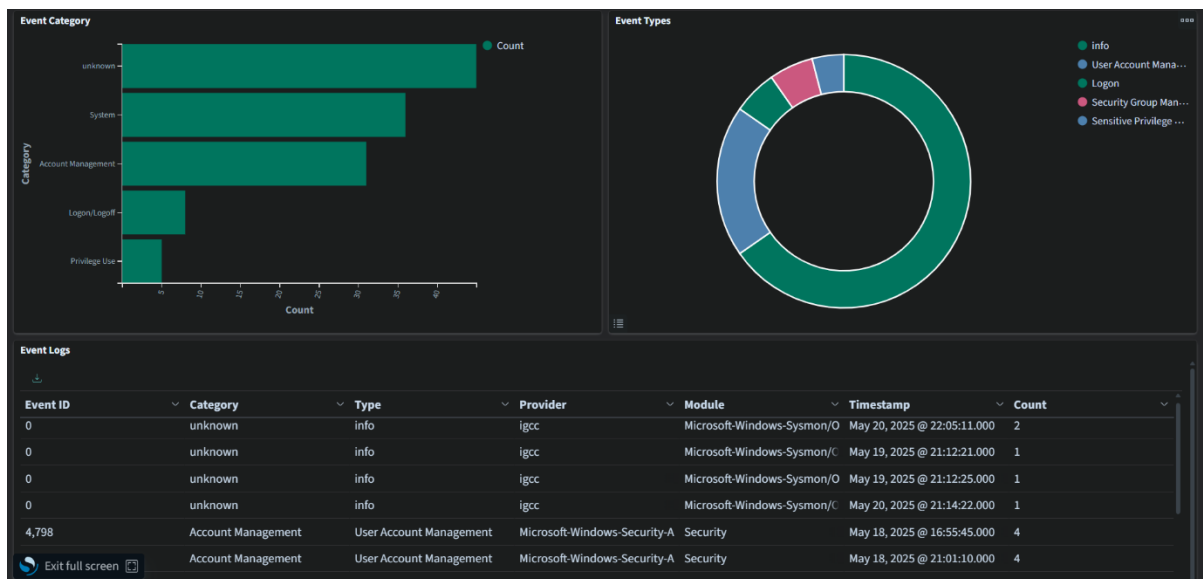 Event Category
Count
unknown
System
Account Management
Logon/Logoff
Privilege Use
Category
5 10 15 20 25 30 35 40
Count
Event Types
info
User Account Mana···
Logon
Security Group Man···
Sensitive Privilege ···
Event Logs
Event ID Category Type Provider Module Timestamp Count
0 unknown info igcc Microsoft-Windows-Sysmon/O May 20, 2025 @ 22:05:11.000 2
0 unknown info igcc Microsoft-Windows-Sysmon/O May 19, 2025 @ 21:12:21.000 1
0 unknown info igcc Microsoft-Windows-Sysmon/O May 19, 2025 @ 21:12:25.000 1
0 unknown info igcc Microsoft-Windows-Sysmon/O May 20, 2025 @ 21:14:22.000 1
4,798 Account Management User Account Management Microsoft-Windows-Security-A Security May 18, 2025 @ 16:55:45.000 4
Account Management User Account Management Microsoft-Windows-Security-A Security May 18, 2025 @ 21:01:10.000 4
Exit full screen